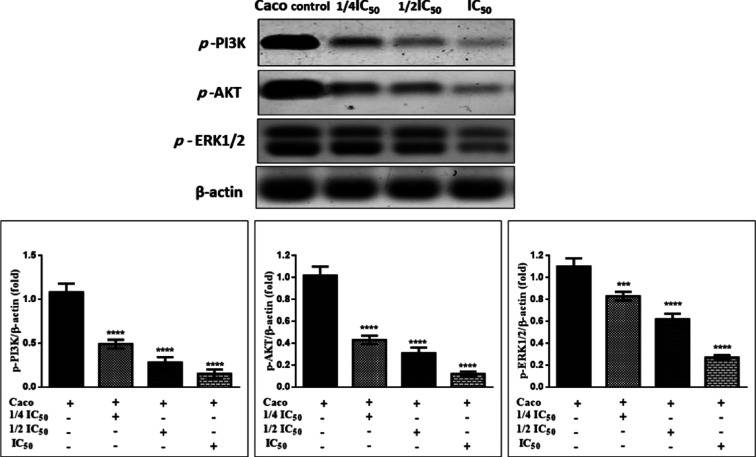 Caco control 1/4IC50 1/2IC50 IC50
p-PI3K
p-AKT
p - ERK1/2
β-actin
p-PI3K/β-actin (fold)
1.5
1.0
0.5
0.0
****
****
****
Caco + + + +
1/4 IC50 - + - -
1/2 IC50 - - + -
IC50 - - - +
p-AKT/β-actin (fold)
1.2
1.0
0.8
0.6
0.4
0.2
0.0
****
****
****
Caco + + + +
1/4 IC50 - + - -
1/2 IC50 - - + -
IC50 - - - +
p-ERK1/2/β-actin (fold)
1.2
1.0
0.8
0.6
0.4
0.2
0.0
***
****
****
Caco + + + +
1/4 IC50 - + - -
1/2 IC50 - - + -
IC50 - - - +